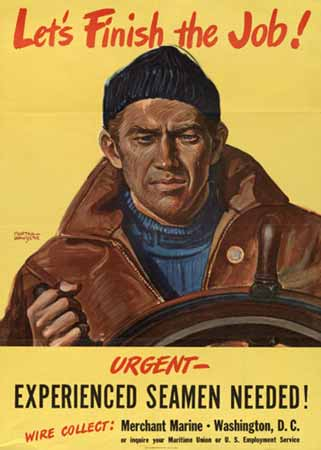 Let's Finish the Job!
URGENT—
EXPERIENCED SEAMEN NEEDED!
WIRE COLLECT: Merchant Marine • Washington, D. C.
or inquire your Maritime Union or U. S. Employment Service